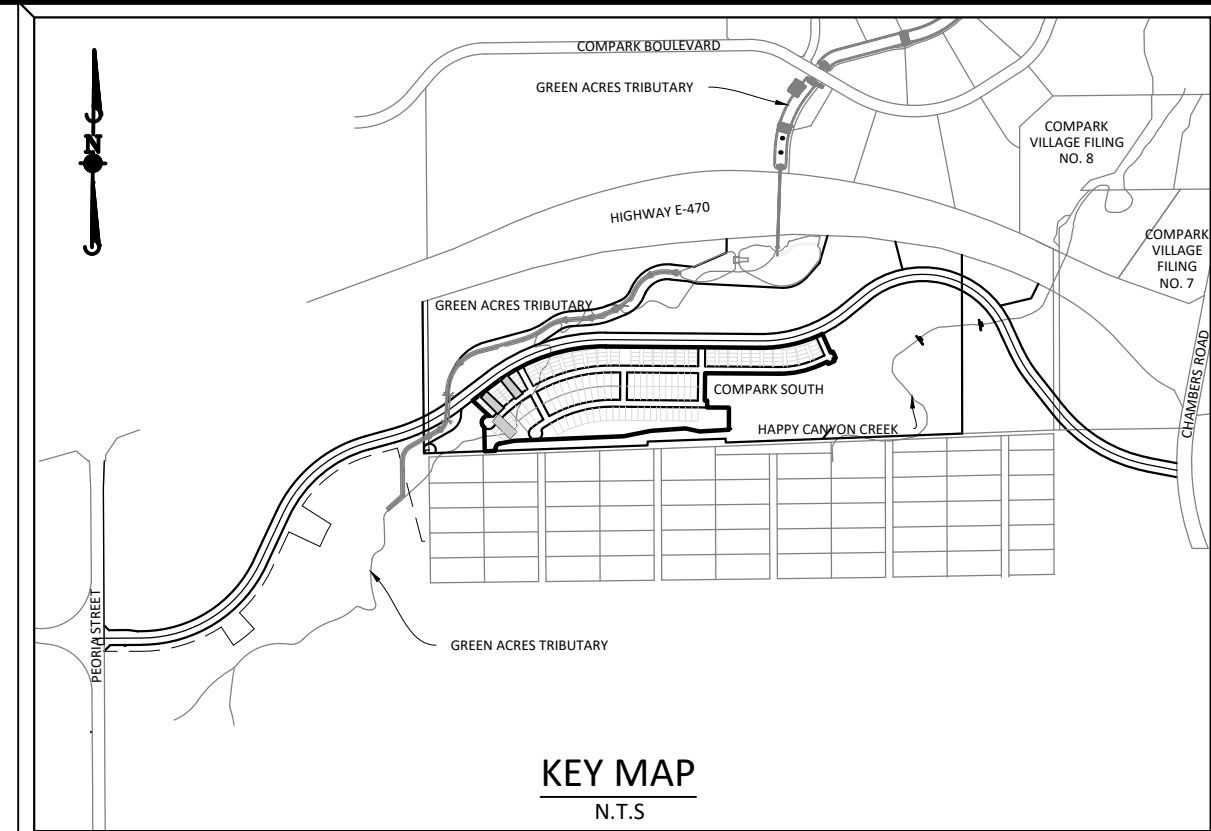 COMPARK BOULEVARD
GREEN ACRES TRIBUTARY
COMPARK
VILLAGE FILING
NO. 8
N
HIGHWAY E-470
COMPARK
VILLAGE
FILING
NO. 7
GREEN ACRES TRIBUTARY
COMPARK SOUTH
HAPPY CANYON CREEK
CHAMBERS ROAD
PEORIA STREET
GREEN ACRES TRIBUTARY
KEY MAP
N.T.S